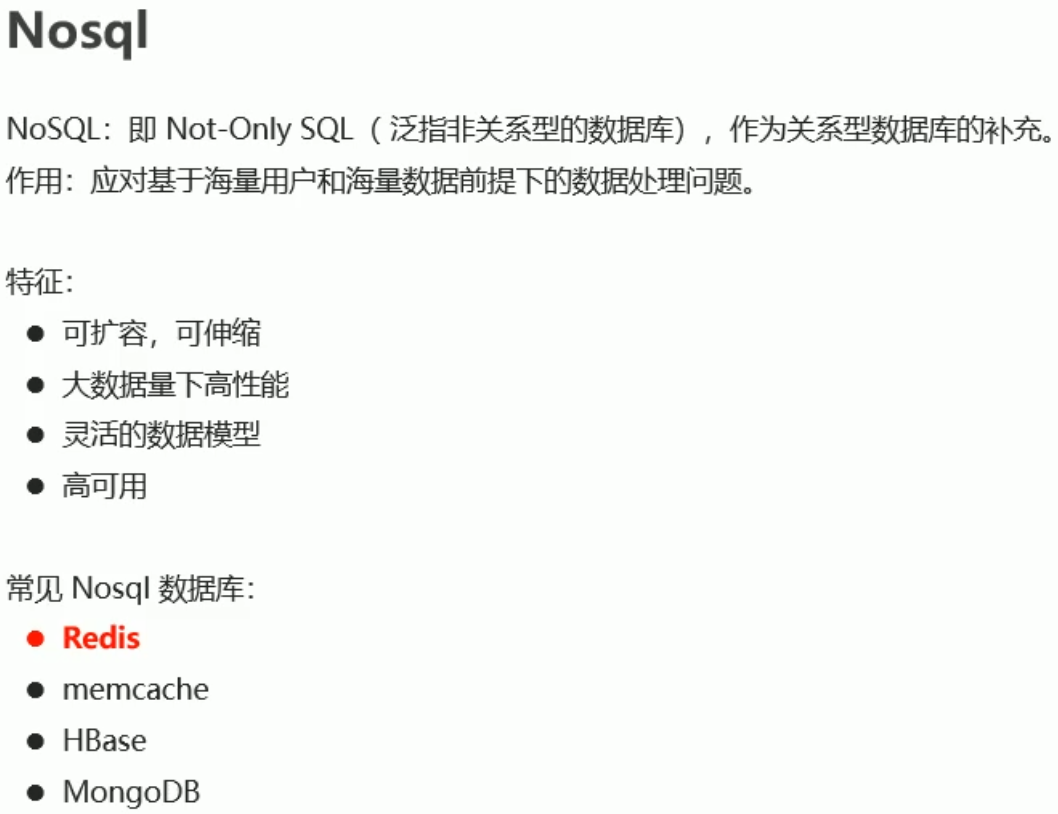 Nosql
NoSQL：即 Not-Only SQL（ 泛指非关系型的数据库），作为关系型数据库的补充。
作用：应对基于海量用户和海量数据前提下的数据处理问题。
特征：
● 可扩容，可伸缩
● 大数据量下高性能
● 灵活的数据模型
● 高可用
常见 Nosql 数据库：
● Redis
● memcache
● HBase
● MongoDB